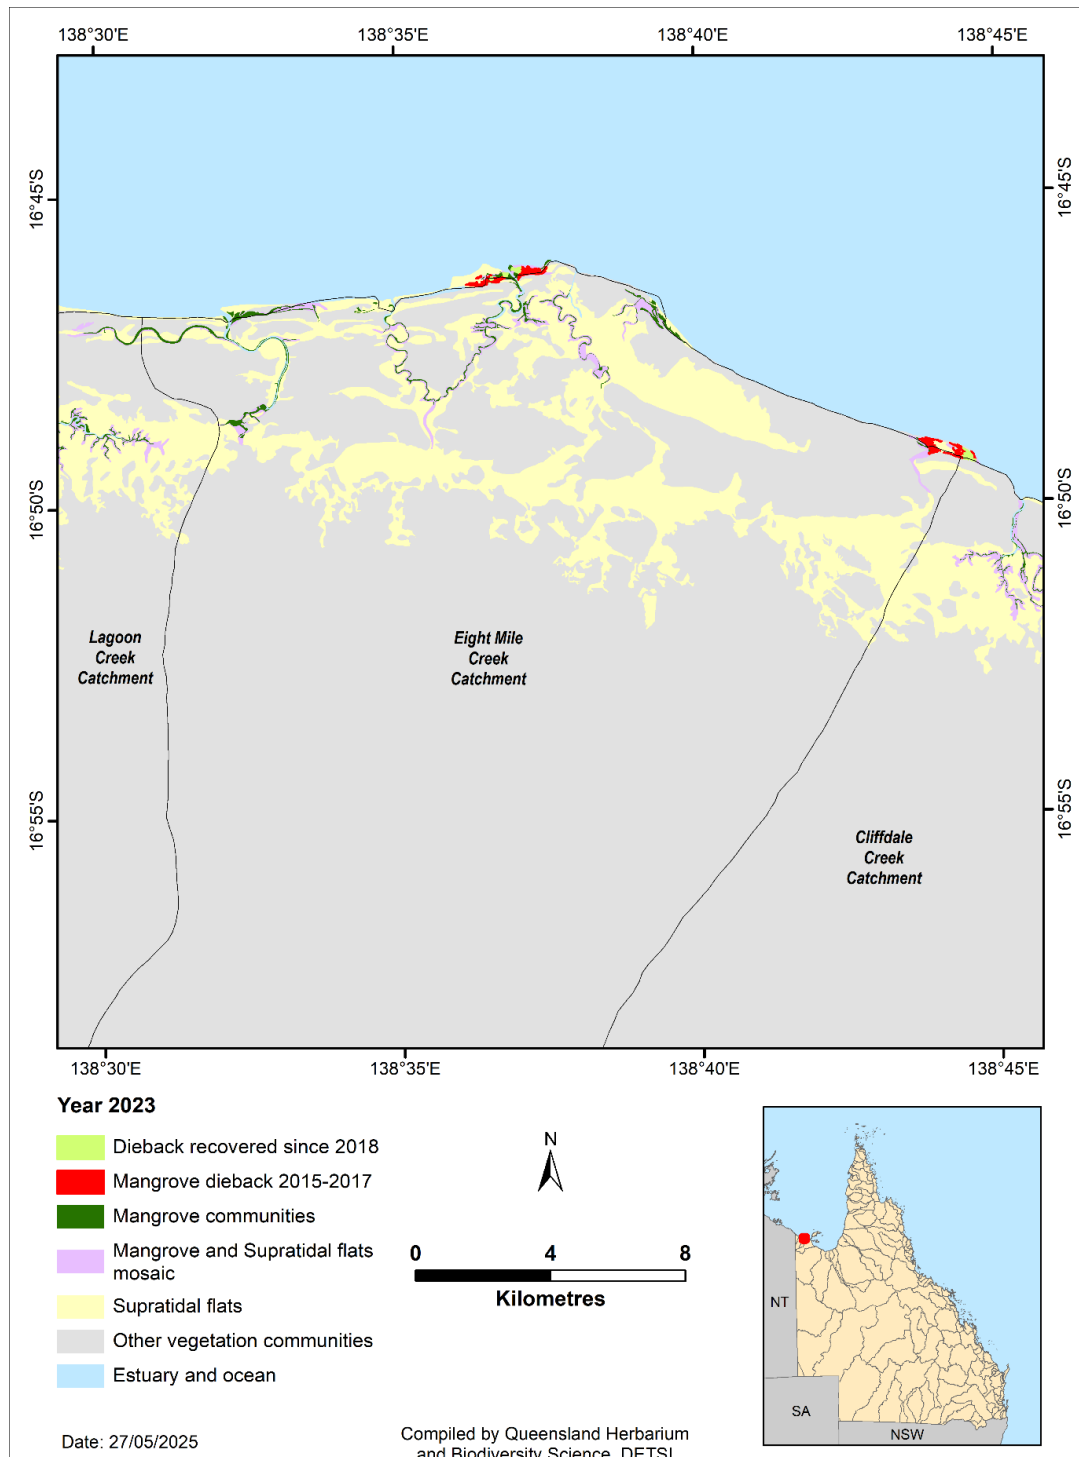 138°30'E 138°35'E 138°40'E 138°45'E
16°45'S 16°45'S
16°50'S 16°50'S
Lagoon
Creek
Catchment
Eight Mile
Creek
Catchment
16°55'S 16°55'S
Cliffdale
Creek
Catchment
138°30'E 138°35'E 138°40'E 138°45'E
Year 2023
Dieback recovered since 2018
Mangrove dieback 2015-2017
Mangrove communities
Mangrove and Supratidal flats
mosaic
Supratidal flats
Other vegetation communities
Estuary and ocean
N
0 4 8
Kilometres
NT
SA
NSW
Date: 27/05/2025
Compiled by Queensland Herbarium
and Biodiversity Science, DETSI